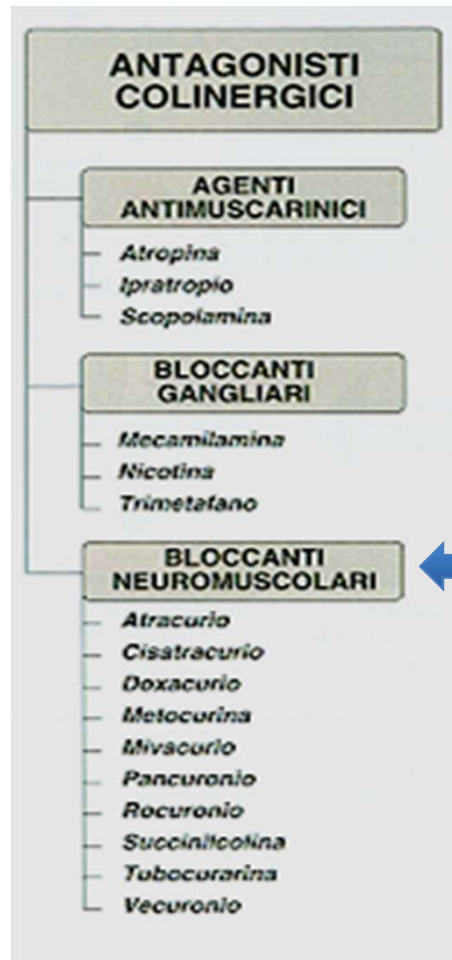 ANTAGONISTI
COLINERGICI
AGENTI
ANTIMUSCARINICI
Atropina
Ipratropio
Scopolamina
BLOCCANTI
GANGLIARI
Mecamilamina
Nicotina
Trimetafano
BLOCCANTI
NEUROMUSCOLARI
Atracurio
Cisatracurio
Doxacurio
Metocurina
Mivacurio
Pancuronio
Rocuronio
Succinilcolina
Tubocurarina
Vecuronio